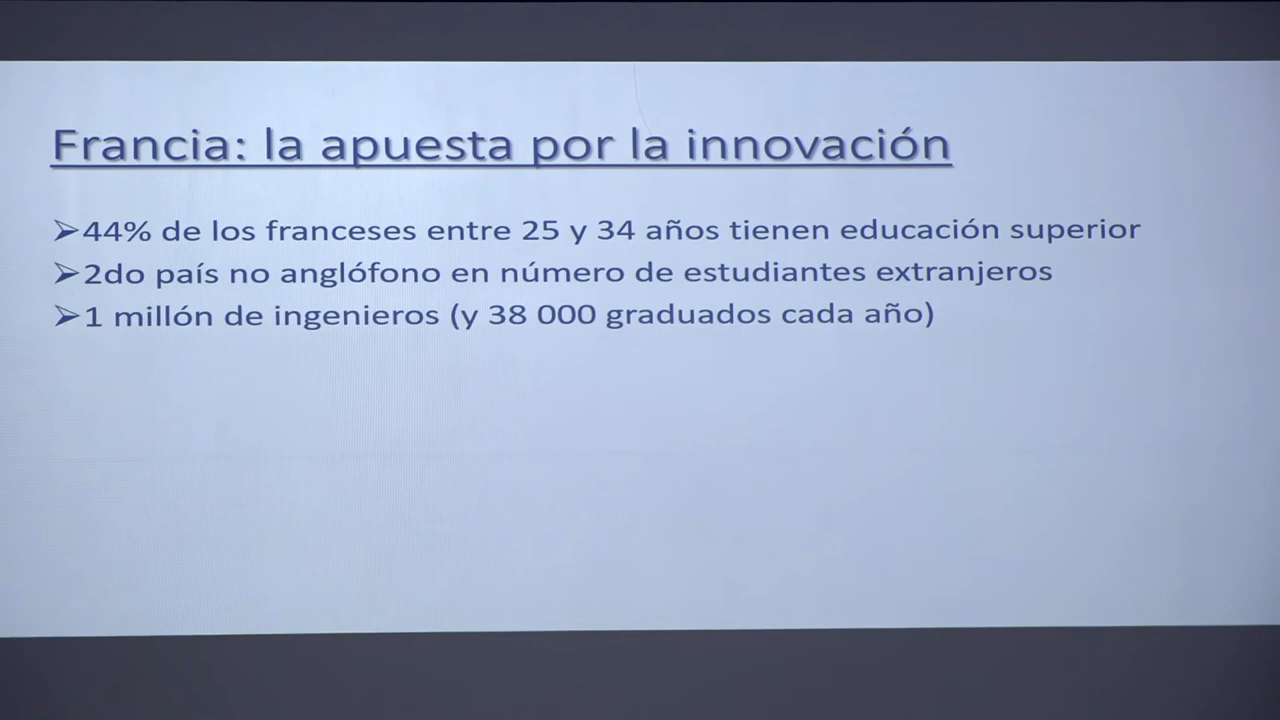 Francia: la apuesta por la innovación
➢44% de los franceses entre 25 y 34 años tienen educación superior
➢2do país no anglófono en número de estudiantes extranjeros
➢1 millón de ingenieros (y 38 000 graduados cada año)